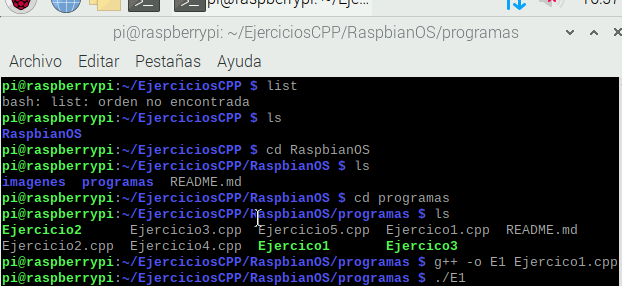 pi@raspberrypi: ~/Eje...
pi@raspberrypi: ~/EjerciciosCPP/RaspbianOS/programas
Archivo Editar Pestañas Ayuda
pi@raspberrypi:~/EjerciciosCPP $ list
bash: list: orden no encontrada
pi@raspberrypi:~/EjerciciosCPP $ ls
RaspbianOS
pi@raspberrypi:~/EjerciciosCPP $ cd RaspbianOS
pi@raspberrypi:~/EjerciciosCPP/RaspbianOS $ ls
imagenes programas README.md
pi@raspberrypi:~/EjerciciosCPP/RaspbianOS $ cd programas
pi@raspberrypi:~/EjerciciosCPP/RaspbianOS/programas $ ls
Ejercicio2 Ejercicio3.cpp Ejercicio5.cpp Ejercico1.cpp README.md
Ejercicio2.cpp Ejercicio4.cpp Ejercico1 Ejercico3
pi@raspberrypi:~/EjerciciosCPP/RaspbianOS/programas $ g++ -o E1 Ejercico1.cpp
pi@raspberrypi:~/EjerciciosCPP/RaspbianOS/programas $ ./E1